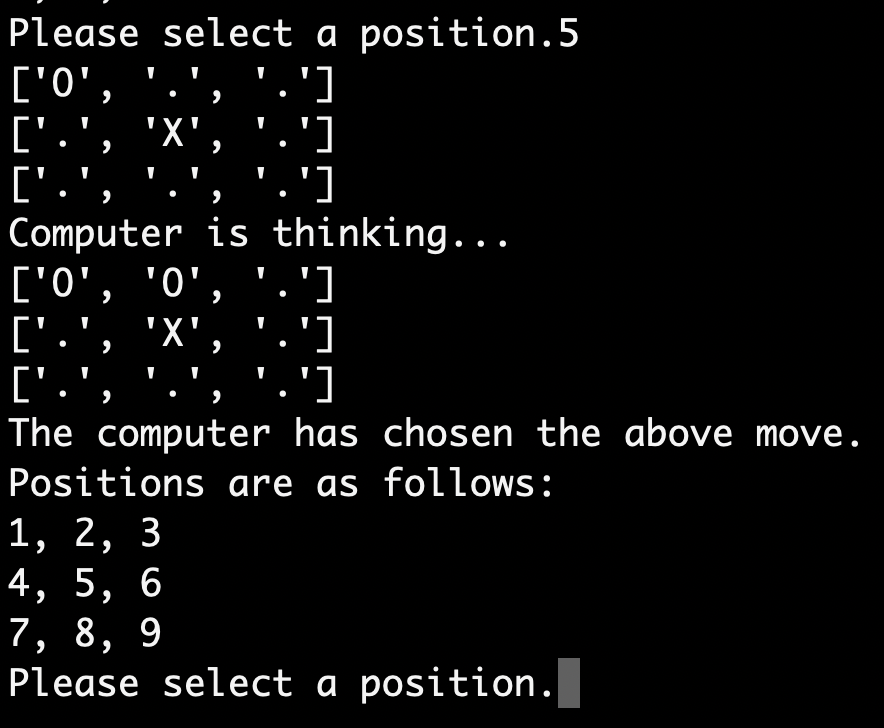 Please select a position.5
['O', '.', '.']
['.', 'X', '.']
['.', '.', '.']
Computer is thinking...
['O', 'O', '.']
['.', 'X', '.']
['.', '.', '.']
The computer has chosen the above move.
Positions are as follows:
1, 2, 3
4, 5, 6
7, 8, 9
Please select a position.